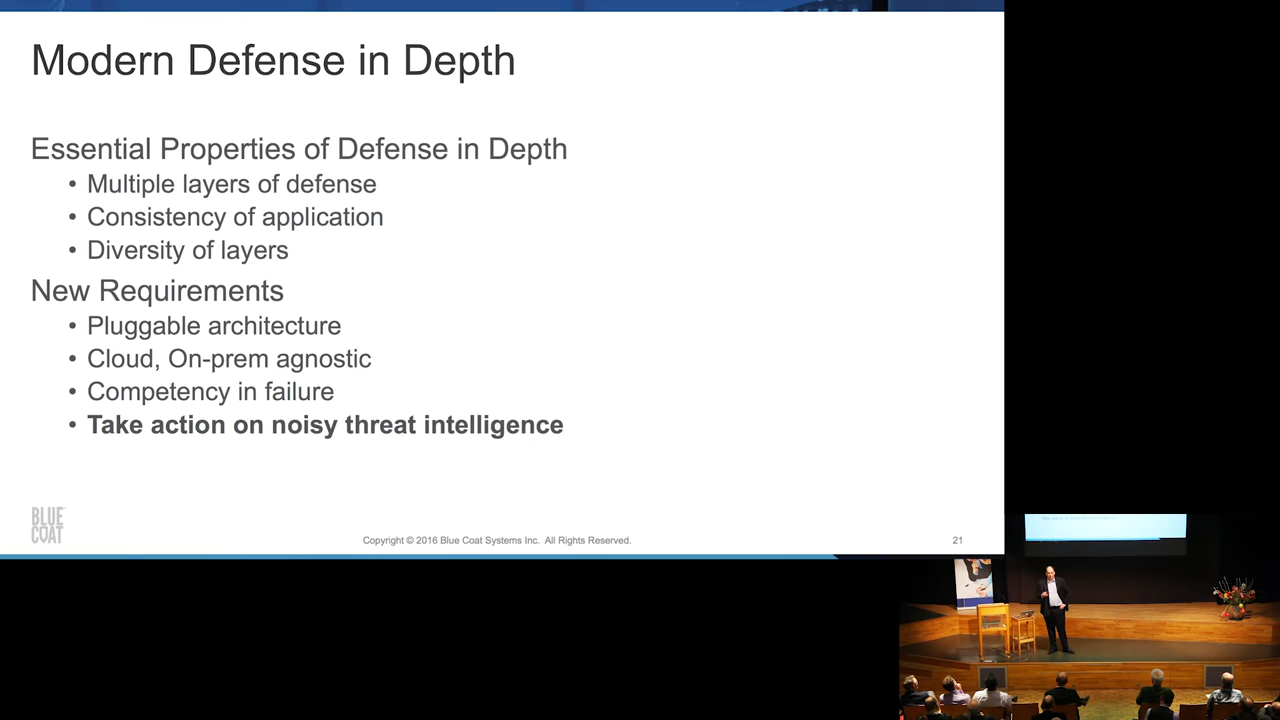 Modern Defense in Depth
Essential Properties of Defense in Depth
• Multiple layers of defense
• Consistency of application
• Diversity of layers
New Requirements
• Pluggable architecture
• Cloud, On-prem agnostic
• Competency in failure
• Take action on noisy threat intelligence
BLUE
COAT
Copyright © 2016 Blue Coat Systems Inc. All Rights Reserved.
21